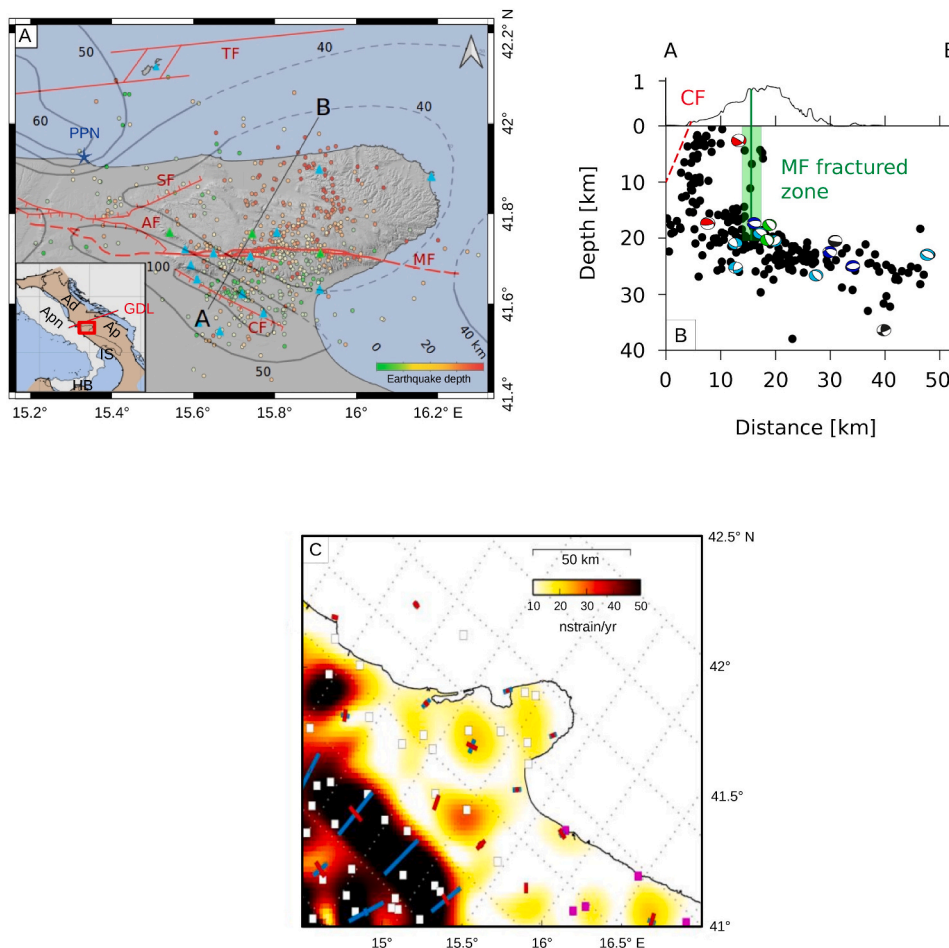 A
50
40
TF
42.2° N
60
PPN
B
40
42°
SF
AF
41.8°
100
MF
GDL
Ad
Apn
Ap
IS
HB
A
CF
50
0
20
40 km
Earthquake depth
41.6°
41.4°
15.2°
15.4°
15.6°
15.8°
16°
16.2° E
A
1
0
CF
MF fractured
zone
10
20
30
40
Depth [km]
B
0
10
20
30
40
50
Distance [km]
C
50 km
10
20
30
40
50
nstrain/yr
42.5° N
42°
41.5°
41°
15°
15.5°
16°
16.5° E